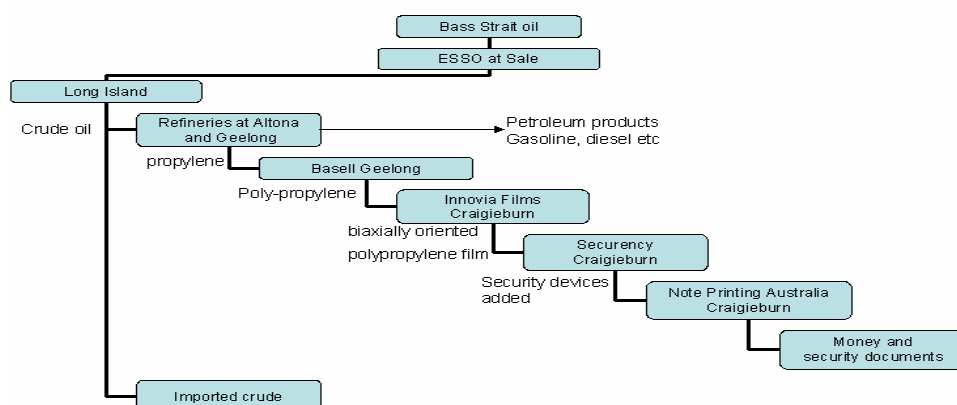 Bass Strait oil
ESSO at Sale
Long Island
Crude oil
Refineries at Altona
and Geelong
Petroleum products
Gasoline, diesel etc
propylene
Basell Geelong
Poly-propylene
Innovia Films
Craigieburn
biaxially oriented
polypropylene film
Securency
Craigieburn
Security devices
added
Note Printing Australia
Craigieburn
Money and
security documents
Imported crude